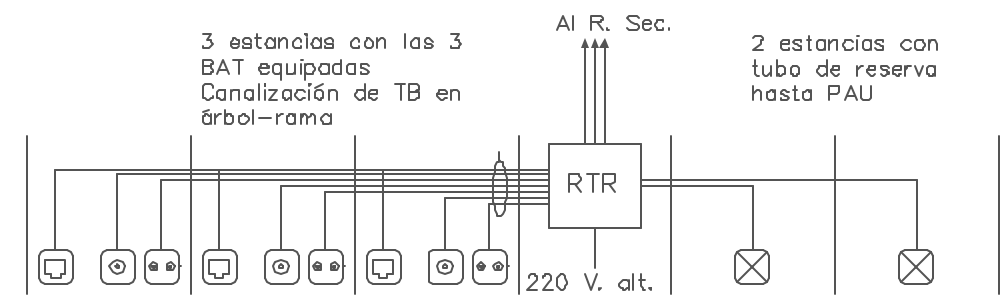 Al R. Sec.
3 estancias con las 3
BAT equipadas
Canalización de TB en
árbol-rama
2 estancias con
tubo de reserva
hasta PAU
RTR
220 V. alt.